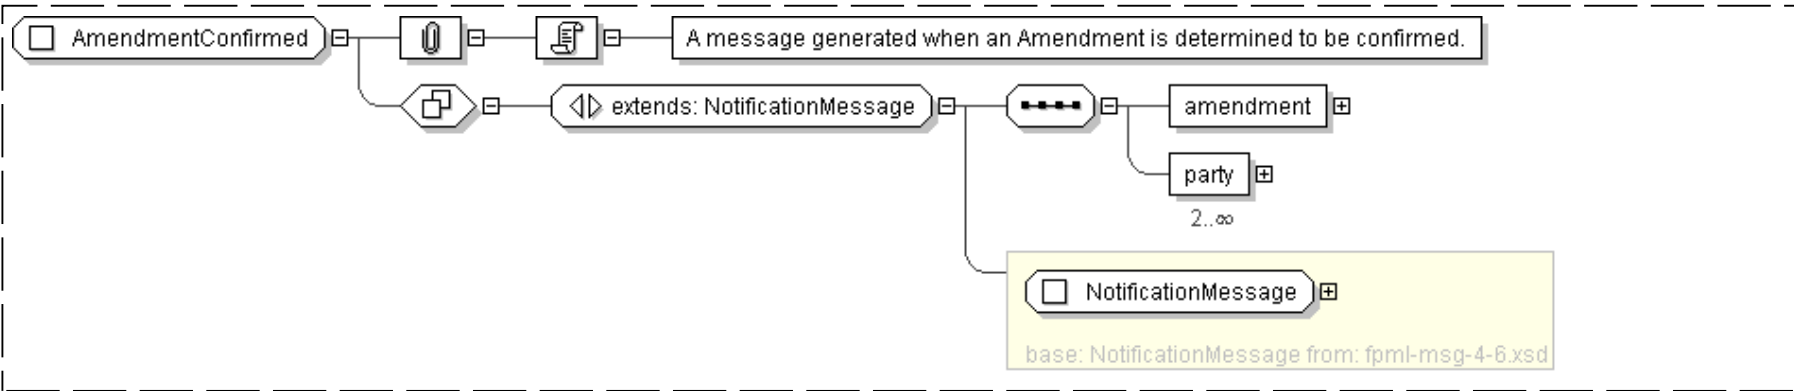 AmendmentConfirmed
A message generated when an Amendment is determined to be confirmed.
extends: NotificationMessage
amendment
party
2..∞
NotificationMessage
base: NotificationMessage from: fpml-msg-4-6.xsd